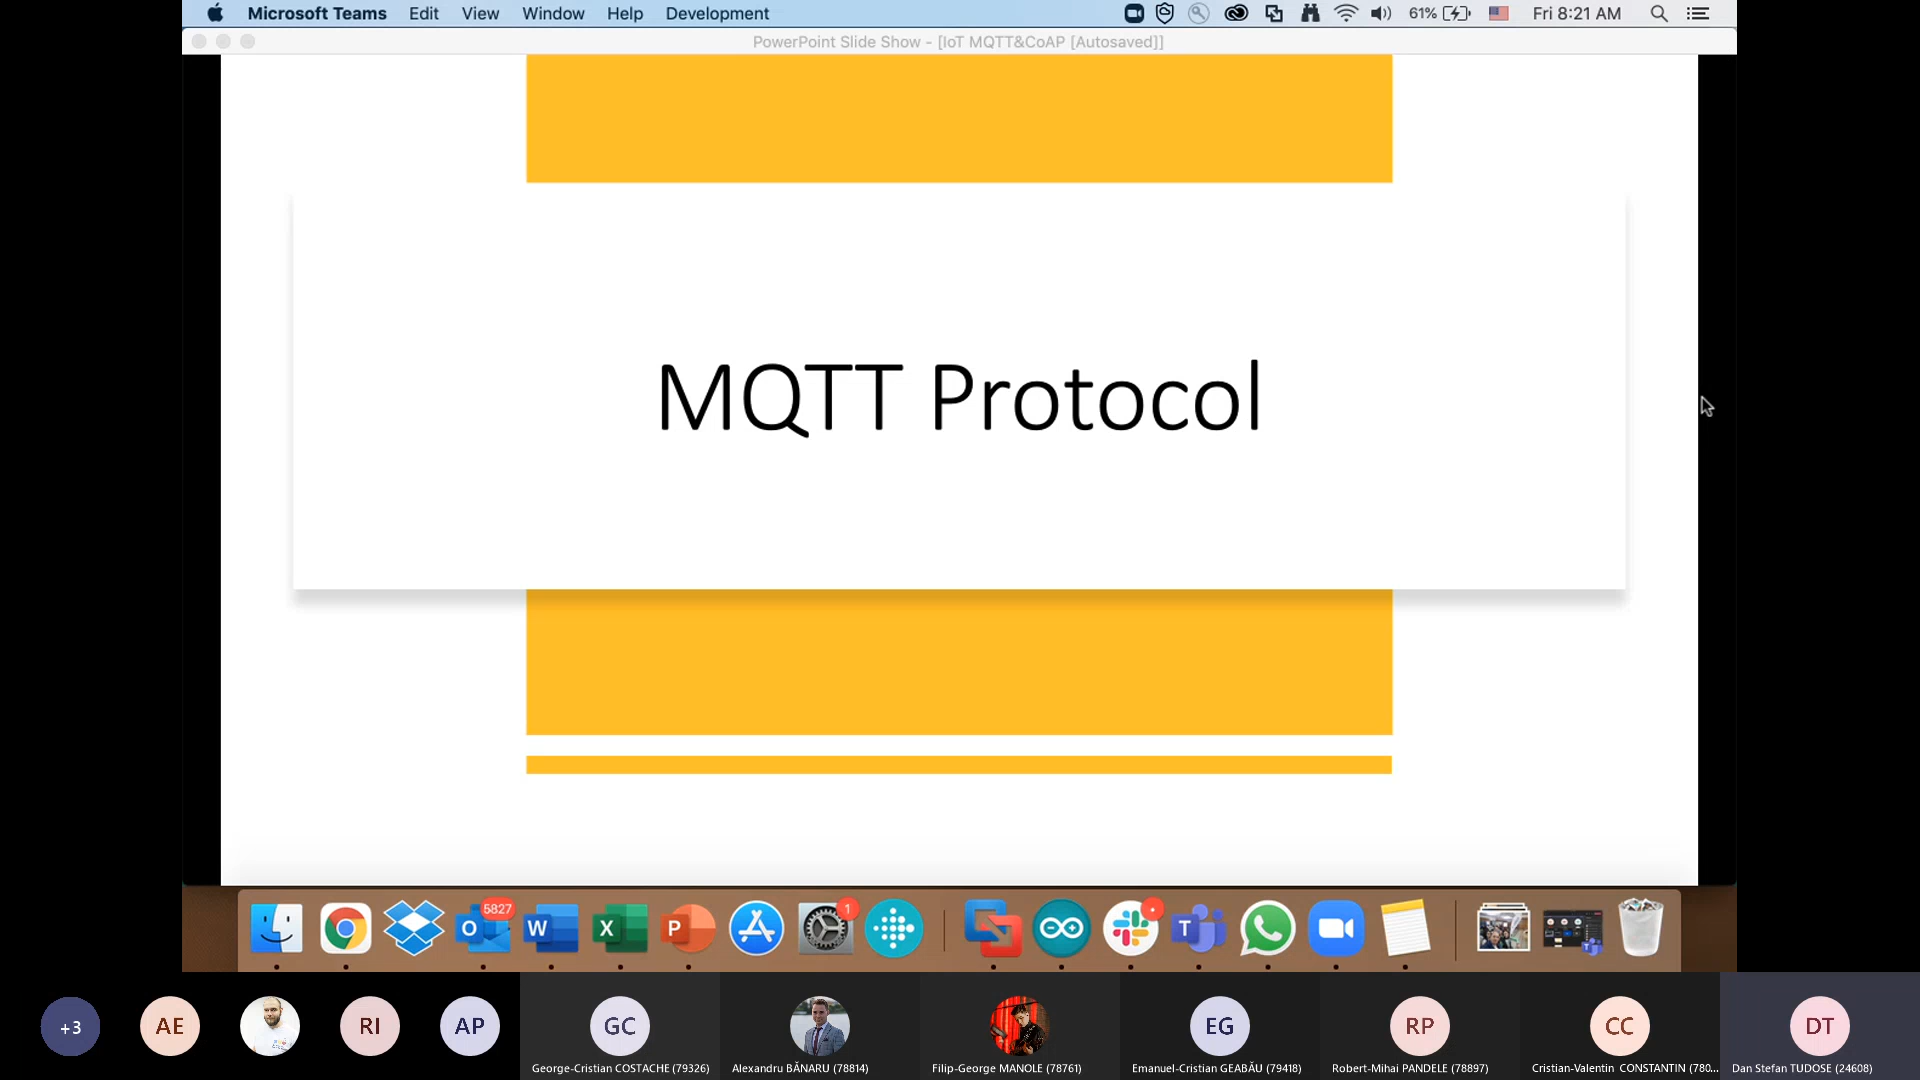 Microsoft Teams Edit View Window Help Development 61% Fri 8:21 AM
PowerPoint Slide Show - [IoT MQTT&CoAP [Autosaved]]
MQTT Protocol
5827 1
O W X P T
+3 AE RI AP GC EG RP CC DT
George-Cristian COSTACHE (79326) Alexandru BĂNARU (78814) Filip-George MANOLE (78761) Emanuel-Cristian GEABĂU (79418) Robert-Mihai PANDELE (78897) Cristian-Valentin CONSTANTIN (780... Dan Stefan TUDOSE (24608)